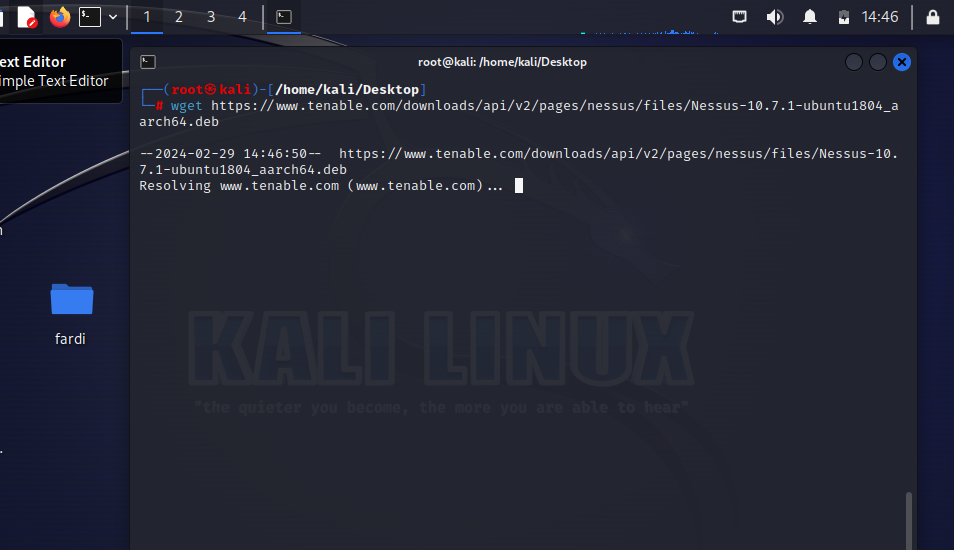 1 2 3 4 14:46
ext Editor
imple Text Editor
root@kali: /home/kali/Desktop
(root㉿kali)-[/home/kali/Desktop]
# wget https://www.tenable.com/downloads/api/v2/pages/nessus/files/Nessus-10.7.1-ubuntu1804_a
arch64.deb
--2024-02-29 14:46:50-- https://www.tenable.com/downloads/api/v2/pages/nessus/files/Nessus-10.
7.1-ubuntu1804_aarch64.deb
Resolving www.tenable.com (www.tenable.com)...
fardi
KALI LINUX
"the quieter you become, the more you are able to hear"